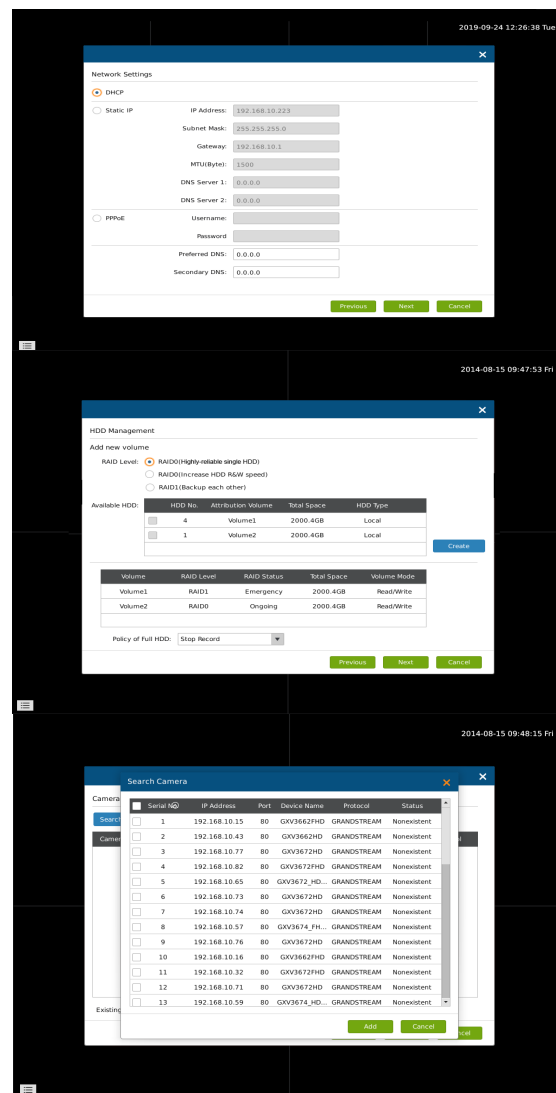 2019-09-24 12:26:38 Tue
Network Settings
DHCP
Static IP IP Address: 192.168.10.223
Subnet Mask: 255.255.255.0
Gateway: 192.168.10.1
MTU(Byte): 1500
DNS Server 1: 0.0.0.0
DNS Server 2: 0.0.0.0
PPPoE Username:
Password
Preferred DNS: 0.0.0.0
Secondary DNS: 0.0.0.0
Previous Next Cancel
2014-08-15 09:47:53 Fri
HDD Management
Add new volume
RAID Level: RAID0(Highly-reliable single HDD)
RAID0(Increase HDD R&W speed)
RAID1(Backup each other)
Available HDD: HDD No. Attribution Volume Total Space HDD Type
4 Volume1 2000.4GB Local
1 Volume2 2000.4GB Local
Create
Volume RAID Level RAID Status Total Space Volume Mode
Volume1 RAID1 Emergency 2000.4GB Read/Write
Volume2 RAID0 Ongoing 2000.4GB Read/Write
Policy of Full HDD: Stop Record
Previous Next Cancel
2014-08-15 09:48:15 Fri
Search Camera
Camera
Serial No IP Address Port Device Name Protocol Status
1 192.168.10.15 80 GXV3662FHD GRANDSTREAM Nonexistent
2 192.168.10.43 80 GXV3662HD GRANDSTREAM Nonexistent
3 192.168.10.77 80 GXV3672HD GRANDSTREAM Nonexistent
4 192.168.10.82 80 GXV3672FHD GRANDSTREAM Nonexistent
5 192.168.10.65 80 GXV3672_HD... GRANDSTREAM Nonexistent
6 192.168.10.73 80 GXV3672HD GRANDSTREAM Nonexistent
7 192.168.10.74 80 GXV3672HD GRANDSTREAM Nonexistent
8 192.168.10.57 80 GXV3674_FH... GRANDSTREAM Nonexistent
9 192.168.10.76 80 GXV3672HD GRANDSTREAM Nonexistent
10 192.168.10.16 80 GXV3662FHD GRANDSTREAM Nonexistent
11 192.168.10.32 80 GXV3672FHD GRANDSTREAM Nonexistent
12 192.168.10.71 80 GXV3672HD GRANDSTREAM Nonexistent
13 192.168.10.59 80 GXV3674_HD... GRANDSTREAM Nonexistent
Existing
Add Cancel